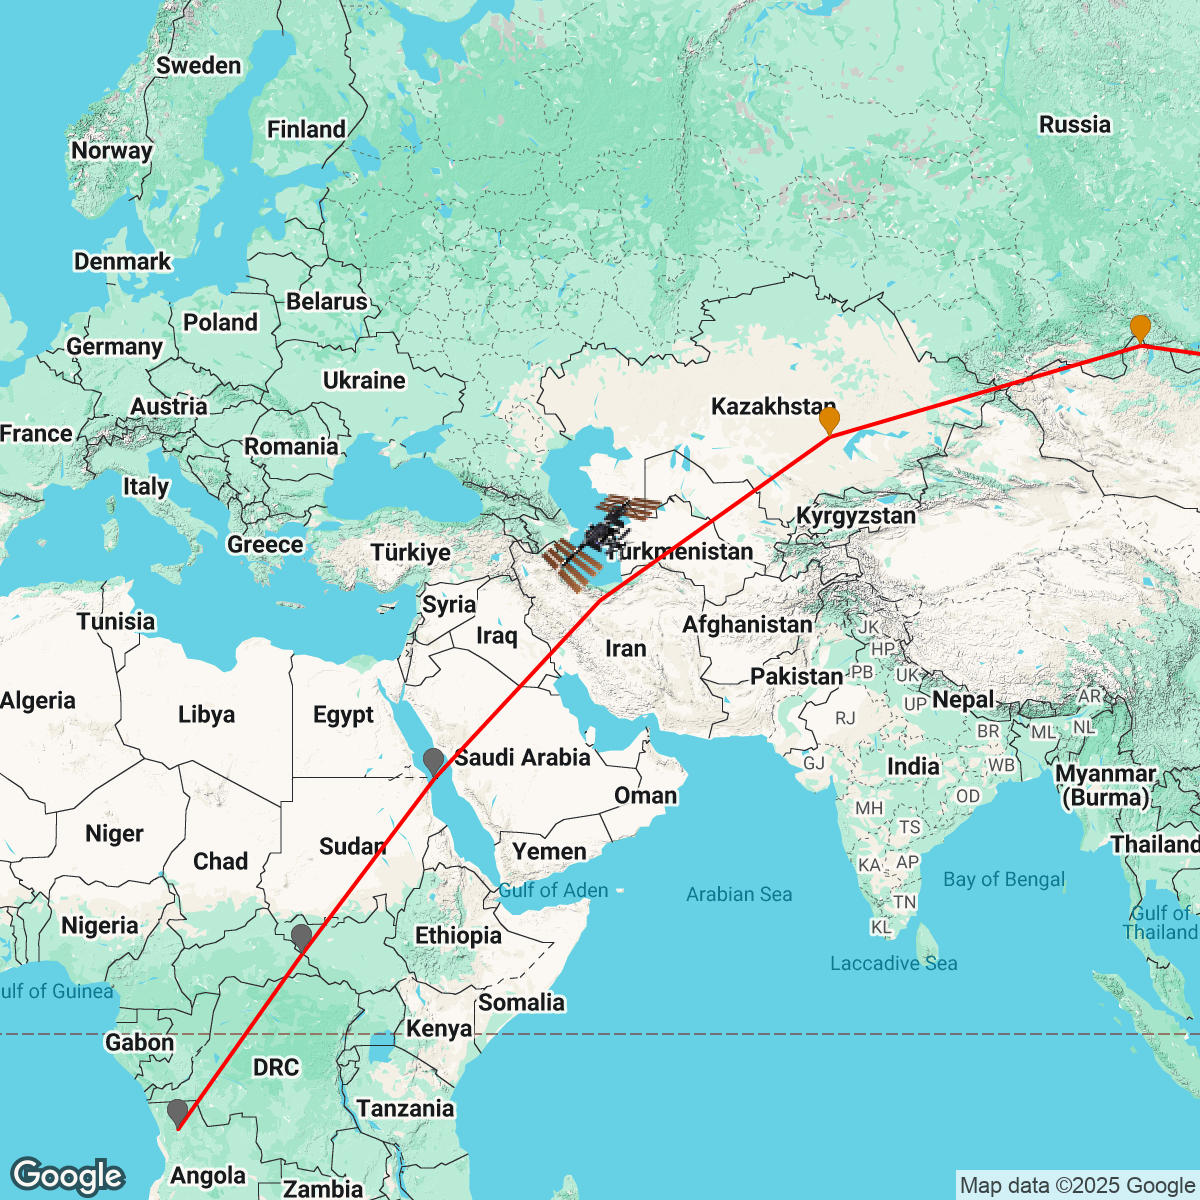 Sweden
Finland
Russia
Norway
Denmark
Belarus
Poland
Germany
Ukraine
Austria
Kazakhstan
France
Romania
Italy
Kyrgyzstan
Greece
Türkiye
Turkmenistan
Syria
Tunisia
Afghanistan
JK
Iraq
Iran
HP
PB
UK
Pakistan
Algeria
Nepal
AR
UP
Libya
Egypt
RJ
NL
BR
ML
Saudi Arabia
GJ
India
WB
Myanmar
(Burma)
Oman
OD
MH
Niger
TS
Sudan
Yemen
Thailand
Chad
KA
AP
Gulf of Aden
Arabian Sea
Bay of Bengal
TN
Nigeria
KL
Gulf of
Thailand
Ethiopia
Laccadive Sea
ulf of Guinea
Somalia
Gabon
Kenya
DRC
Tanzania
Angola
Zambia
Google
Map data ©2025 Google